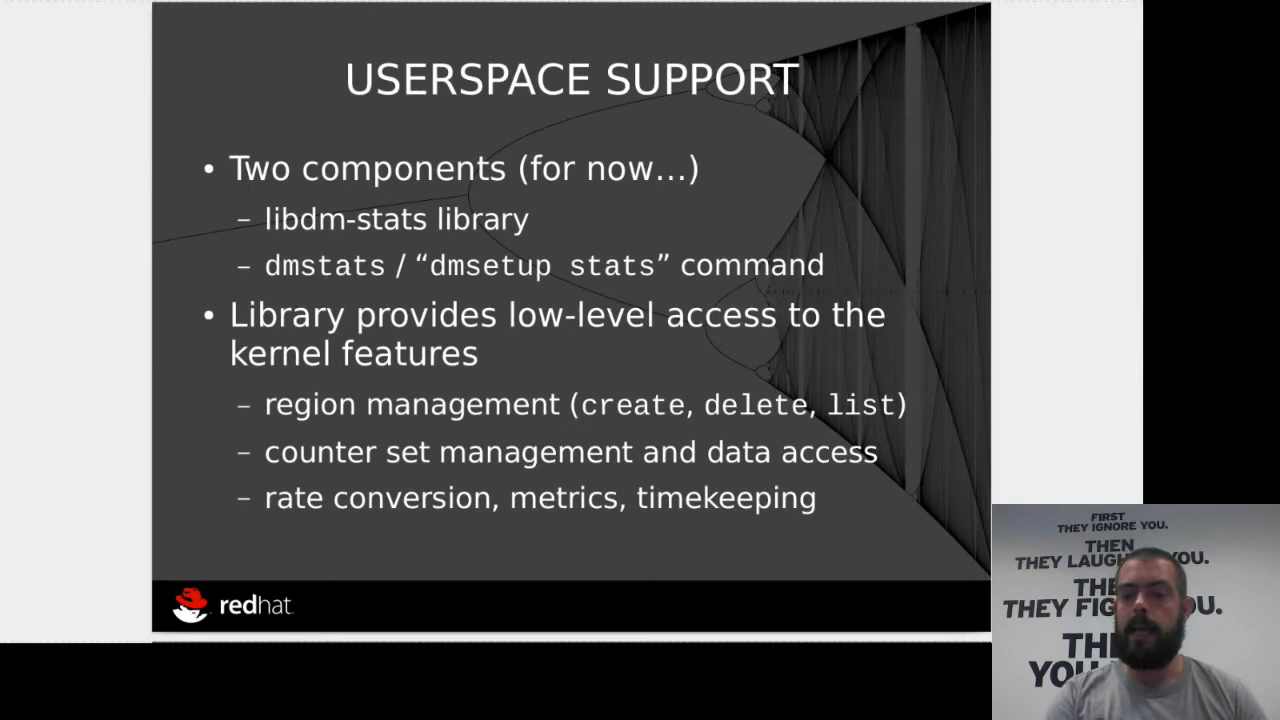 USERSPACE SUPPORT
• Two components (for now…)
– libdm-stats library
– dmstats / “dmsetup stats” command
• Library provides low-level access to the
kernel features
– region management (create, delete, list)
– counter set management and data access
– rate conversion, metrics, timekeeping
redhat.
FIRST
THEY IGNORE YOU.
THEN
THEY LAUGH YOU.
THEY